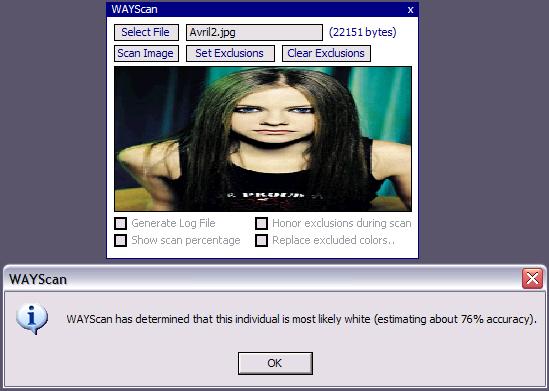 WAYScan x
Select File Avril2.jpg (22151 bytes)
Scan Image Set Exclusions Clear Exclusions
Generate Log File Honor exclusions during scan
Show scan percentage Replace excluded colors..
WAYScan
WAYScan has determined that this individual is most likely white (estimating about 76% accuracy).
OK